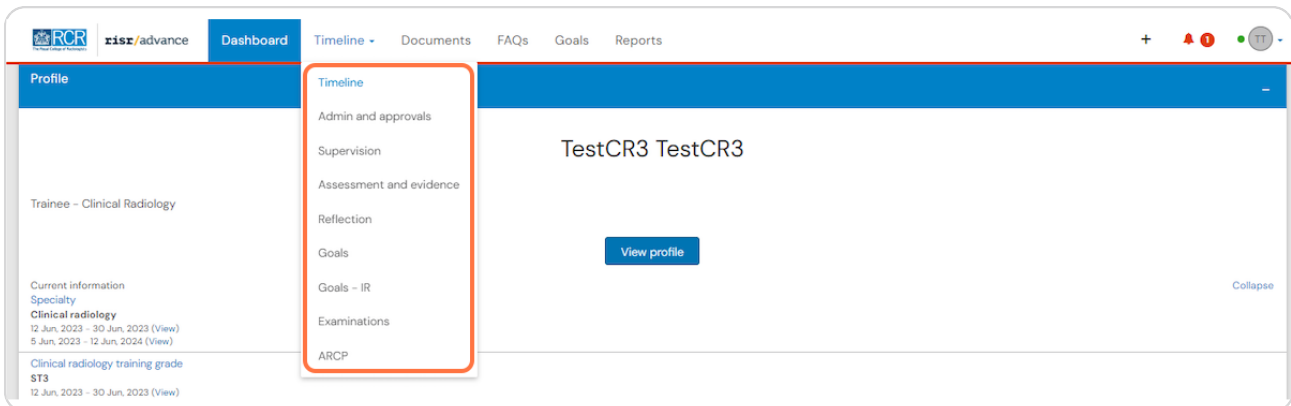 RCR
risr/advance
Dashboard
Timeline
Documents
FAQs
Goals
Reports
+
1
TT
Profile
–
Timeline
Admin and approvals
Supervision
Assessment and evidence
Reflection
Goals
Goals – IR
Examinations
ARCP
TestCR3 TestCR3
Trainee – Clinical Radiology
View profile
Current information
Collapse
Specialty
Clinical radiology
12 Jun, 2023 – 30 Jun, 2023 (View)
5 Jun, 2023 – 12 Jun, 2024 (View)
Clinical radiology training grade
ST3
12 Jun, 2023 – 30 Jun, 2023 (View)